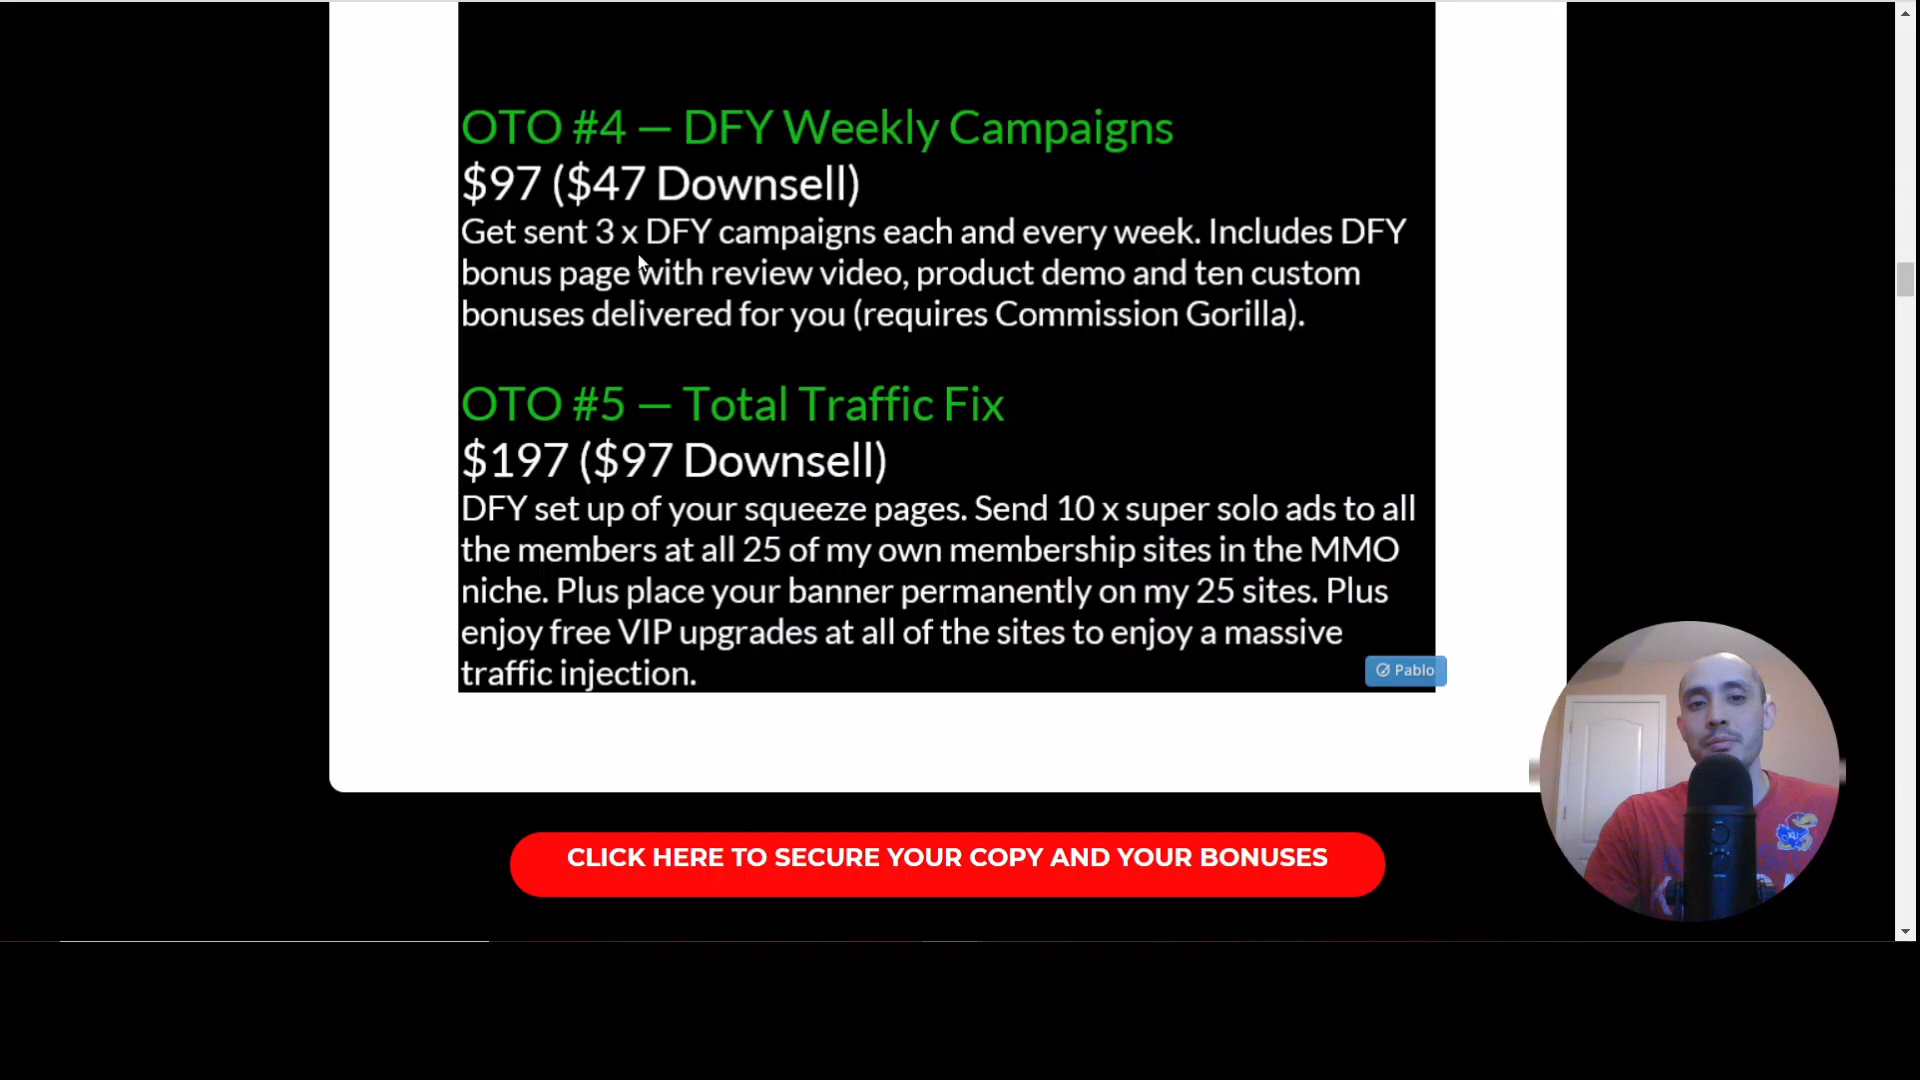 OTO #4 — DFY Weekly Campaigns
$97 ($47 Downsell)
Get sent 3 x DFY campaigns each and every week. Includes DFY
bonus page with review video, product demo and ten custom
bonuses delivered for you (requires Commission Gorilla).
OTO #5 — Total Traffic Fix
$197 ($97 Downsell)
DFY set up of your squeeze pages. Send 10 x super solo ads to all
the members at all 25 of my own membership sites in the MMO
niche. Plus place your banner permanently on my 25 sites. Plus
enjoy free VIP upgrades at all of the sites to enjoy a massive
traffic injection.
Pablo
CLICK HERE TO SECURE YOUR COPY AND YOUR BONUSES